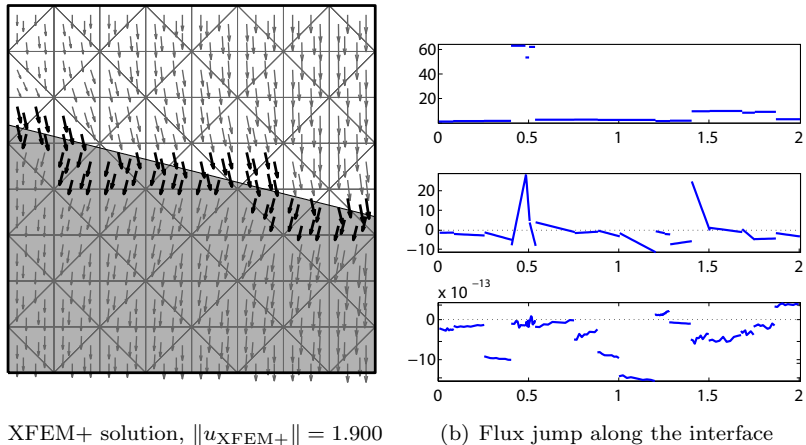 60
40
20
0 0.5 1 1.5 2
20
10
0
−10
0 0.5 1 1.5 2
x 10 −13
0
−10
0 0.5 1 1.5 2
XFEM+ solution, ‖u_XFEM+‖ = 1.900
(b) Flux jump along the interface